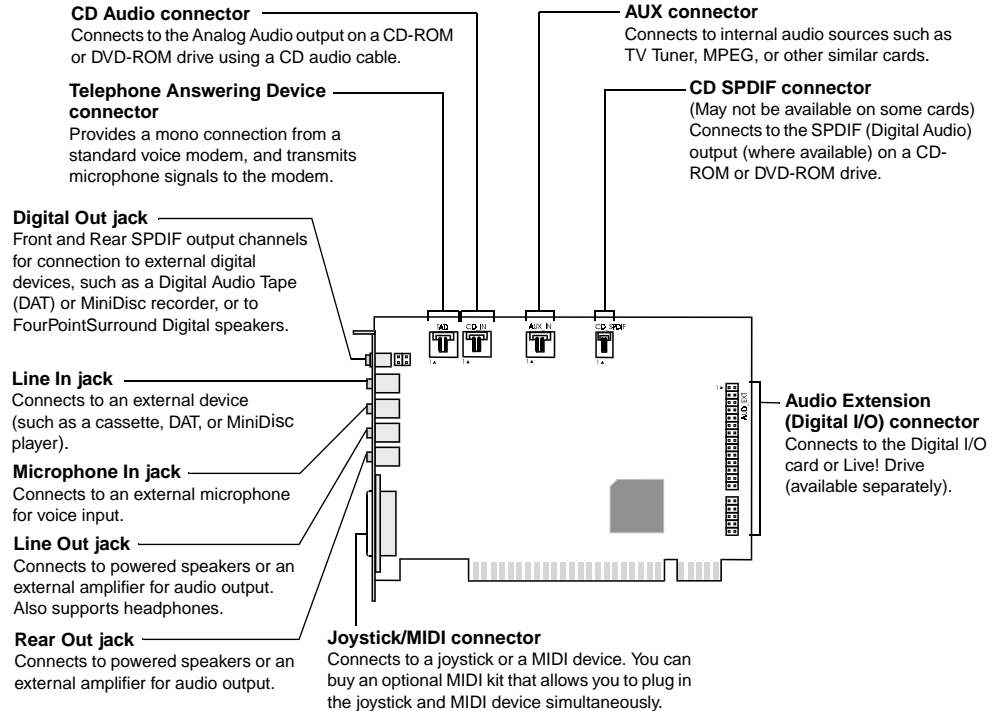 CD Audio connector
Connects to the Analog Audio output on a CD-ROM
or DVD-ROM drive using a CD audio cable.
AUX connector
Connects to internal audio sources such as
TV Tuner, MPEG, or other similar cards.
Telephone Answering Device
connector
Provides a mono connection from a
standard voice modem, and transmits
microphone signals to the modem.
CD SPDIF connector
(May not be available on some cards)
Connects to the SPDIF (Digital Audio)
output (where available) on a CD-
ROM or DVD-ROM drive.
Digital Out jack
Front and Rear SPDIF output channels
for connection to external digital
devices, such as a Digital Audio Tape
(DAT) or MiniDisc recorder, or to
FourPointSurround Digital speakers.
Line In jack
Connects to an external device
(such as a cassette, DAT, or MiniDisc
player).
Microphone In jack
Connects to an external microphone
for voice input.
Line Out jack
Connects to powered speakers or an
external amplifier for audio output.
Also supports headphones.
Rear Out jack
Connects to powered speakers or an
external amplifier for audio output.
TAD
CD IN
AUX IN
CD SPDIF
1
1
1
1
1
AUD EXT
Audio Extension
(Digital I/O) connector
Connects to the Digital I/O
card or Live! Drive
(available separately).
Joystick/MIDI connector
Connects to a joystick or a MIDI device. You can
buy an optional MIDI kit that allows you to plug in
the joystick and MIDI device simultaneously.